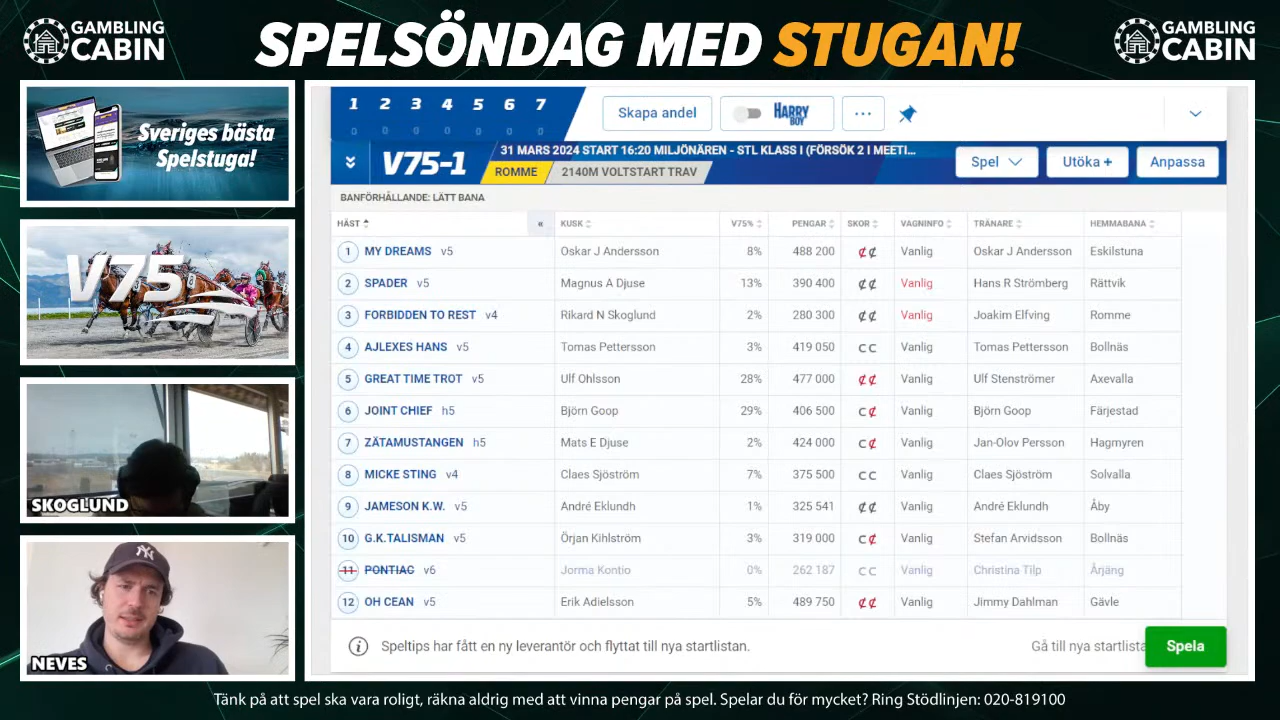 GAMBLING
CABIN
SPELSÖNDAG MED STUGAN!
GAMBLING
CABIN
Sveriges bästa
Spelstuga!
V75
SKOGLUND
NEVES
1 2 3 4 5 6 7
0 0 0 0 0 0 0
Skapa andel
HARRY
BOY
...
V75-1
31 MARS 2024 START 16:20 MILJONÄREN - STL KLASS I (FÖRSÖK 2 I MEETI...
ROMME
2140M VOLTSTART TRAV
Spel
Utöka +
Anpassa
BANFÖRHÅLLANDE: LÄTT BANA
HÄST « KUSK V75% PENGAR SKOR VAGNINFO TRÄNARE HEMMABANA
1 MY DREAMS v5 Oskar J Andersson 8% 488 200 ȼ ȼ Vanlig Oskar J Andersson Eskilstuna
2 SPADER v5 Magnus A Djuse 13% 390 400 ȼ ȼ Vanlig Hans R Strömberg Rättvik
3 FORBIDDEN TO REST v4 Rikard N Skoglund 2% 280 300 ȼ ȼ Vanlig Joakim Elfving Romme
4 AJLEXES HANS v5 Tomas Pettersson 3% 419 050 C C Vanlig Tomas Pettersson Bollnäs
5 GREAT TIME TROT v5 Ulf Ohlsson 28% 477 000 ȼ ȼ Vanlig Ulf Stenströmer Axevalla
6 JOINT CHIEF h5 Björn Goop 29% 406 500 C ȼ Vanlig Björn Goop Färjestad
7 ZÄTAMUSTANGEN h5 Mats E Djuse 2% 424 000 C ȼ Vanlig Jan-Olov Persson Hagmyren
8 MICKE STING v4 Claes Sjöström 7% 375 500 C C Vanlig Claes Sjöström Solvalla
9 JAMESON K.W. v5 André Eklundh 1% 325 541 ȼ ȼ Vanlig André Eklundh Åby
10 G.K.TALISMAN v5 Örjan Kihlström 3% 319 000 C ȼ Vanlig Stefan Arvidsson Bollnäs
11 PONTIAC v6 Jorma Kontio 0% 262 187 C C Vanlig Christina Tilp Årjäng
12 OH CEAN v5 Erik Adielsson 5% 489 750 ȼ ȼ Vanlig Jimmy Dahlman Gävle
Speltips har fått en ny leverantör och flyttat till nya startlistan.
Gå till nya startlista
Spela
Tänk på att spel ska vara roligt, räkna aldrig med att vinna pengar på spel. Spelar du för mycket? Ring Stödlinjen: 020-819100